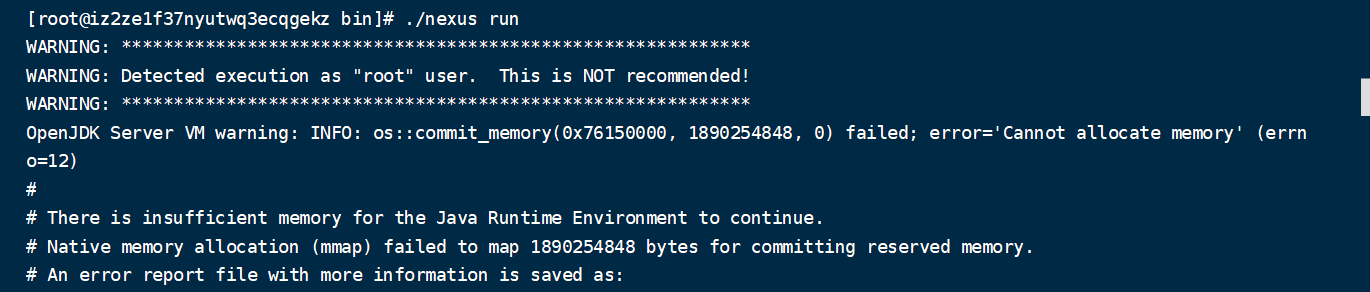 [root@iz2ze1f37nyutwq3ecqgekz bin]# ./nexus run
WARNING: ************************************************************
WARNING: Detected execution as "root" user.  This is NOT recommended!
WARNING: ************************************************************
OpenJDK Server VM warning: INFO: os::commit_memory(0x76150000, 1890254848, 0) failed; error='Cannot allocate memory' (errn
o=12)
#
# There is insufficient memory for the Java Runtime Environment to continue.
# Native memory allocation (mmap) failed to map 1890254848 bytes for committing reserved memory.
# An error report file with more information is saved as: